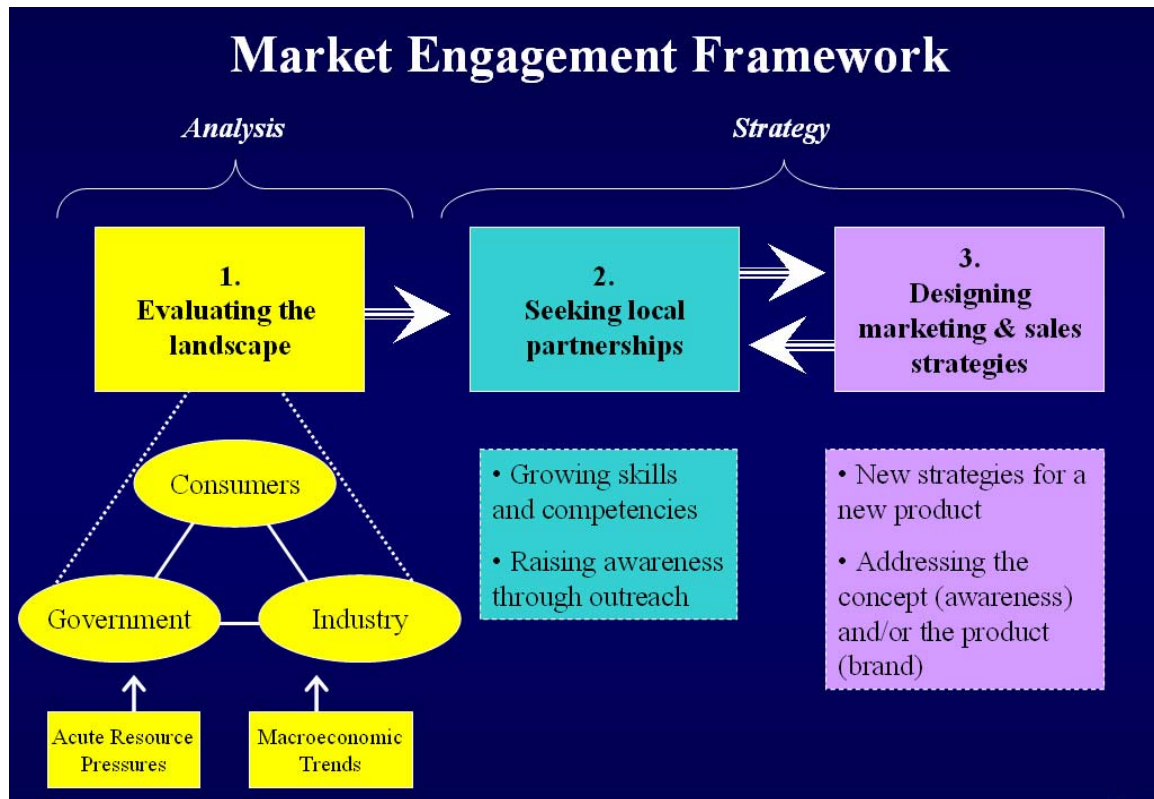 Market Engagement Framework
Analysis
Strategy
1.
Evaluating the
landscape
2.
Seeking local
partnerships
3.
Designing
marketing & sales
strategies
Consumers
Government
Industry
Acute Resource
Pressures
Macroeconomic
Trends
• Growing skills
and competencies
• Raising awareness
through outreach
• New strategies for a
new product
• Addressing the
concept (awareness)
and/or the product
(brand)